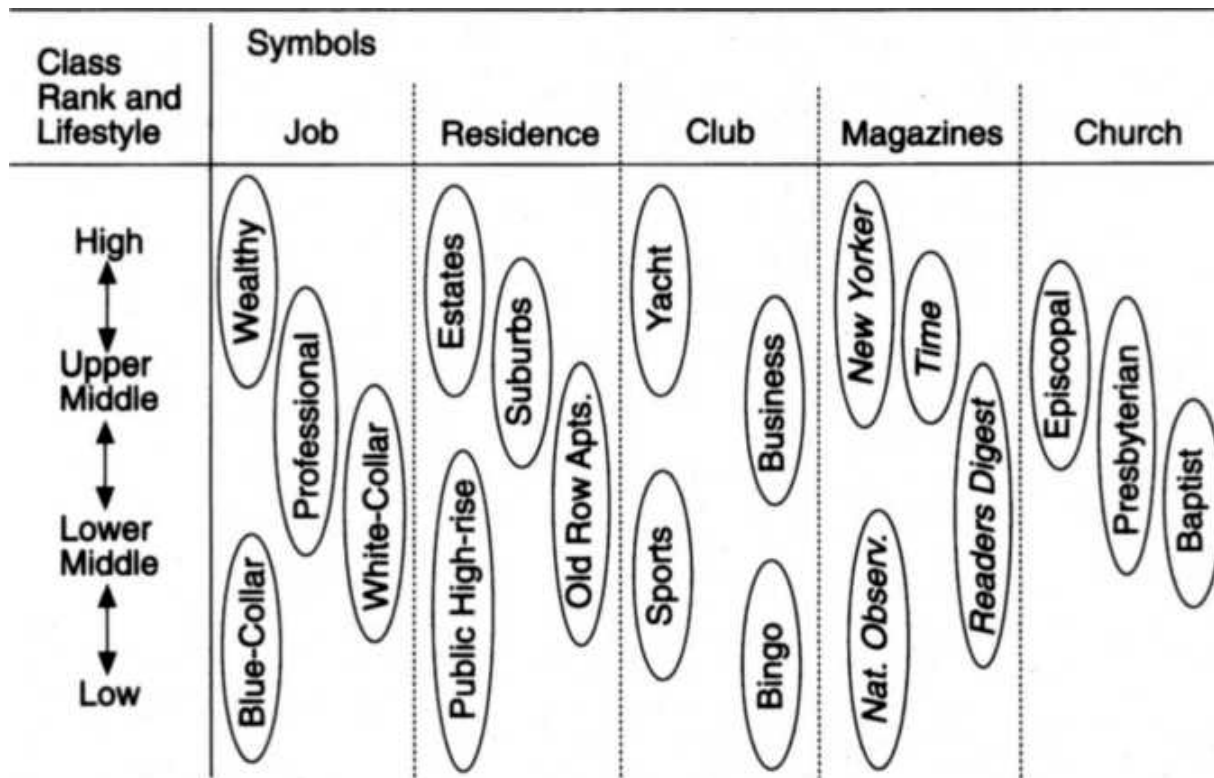 Class
Rank and
Lifestyle
Symbols
Job
Residence
Club
Magazines
Church
High
Upper
Middle
Lower
Middle
Low
Wealthy
Professional
White-Collar
Blue-Collar
Estates
Suburbs
Old Row Apts.
Public High-rise
Yacht
Business
Sports
Bingo
New Yorker
Time
Readers Digest
Nat. Observ.
Episcopal
Presbyterian
Baptist